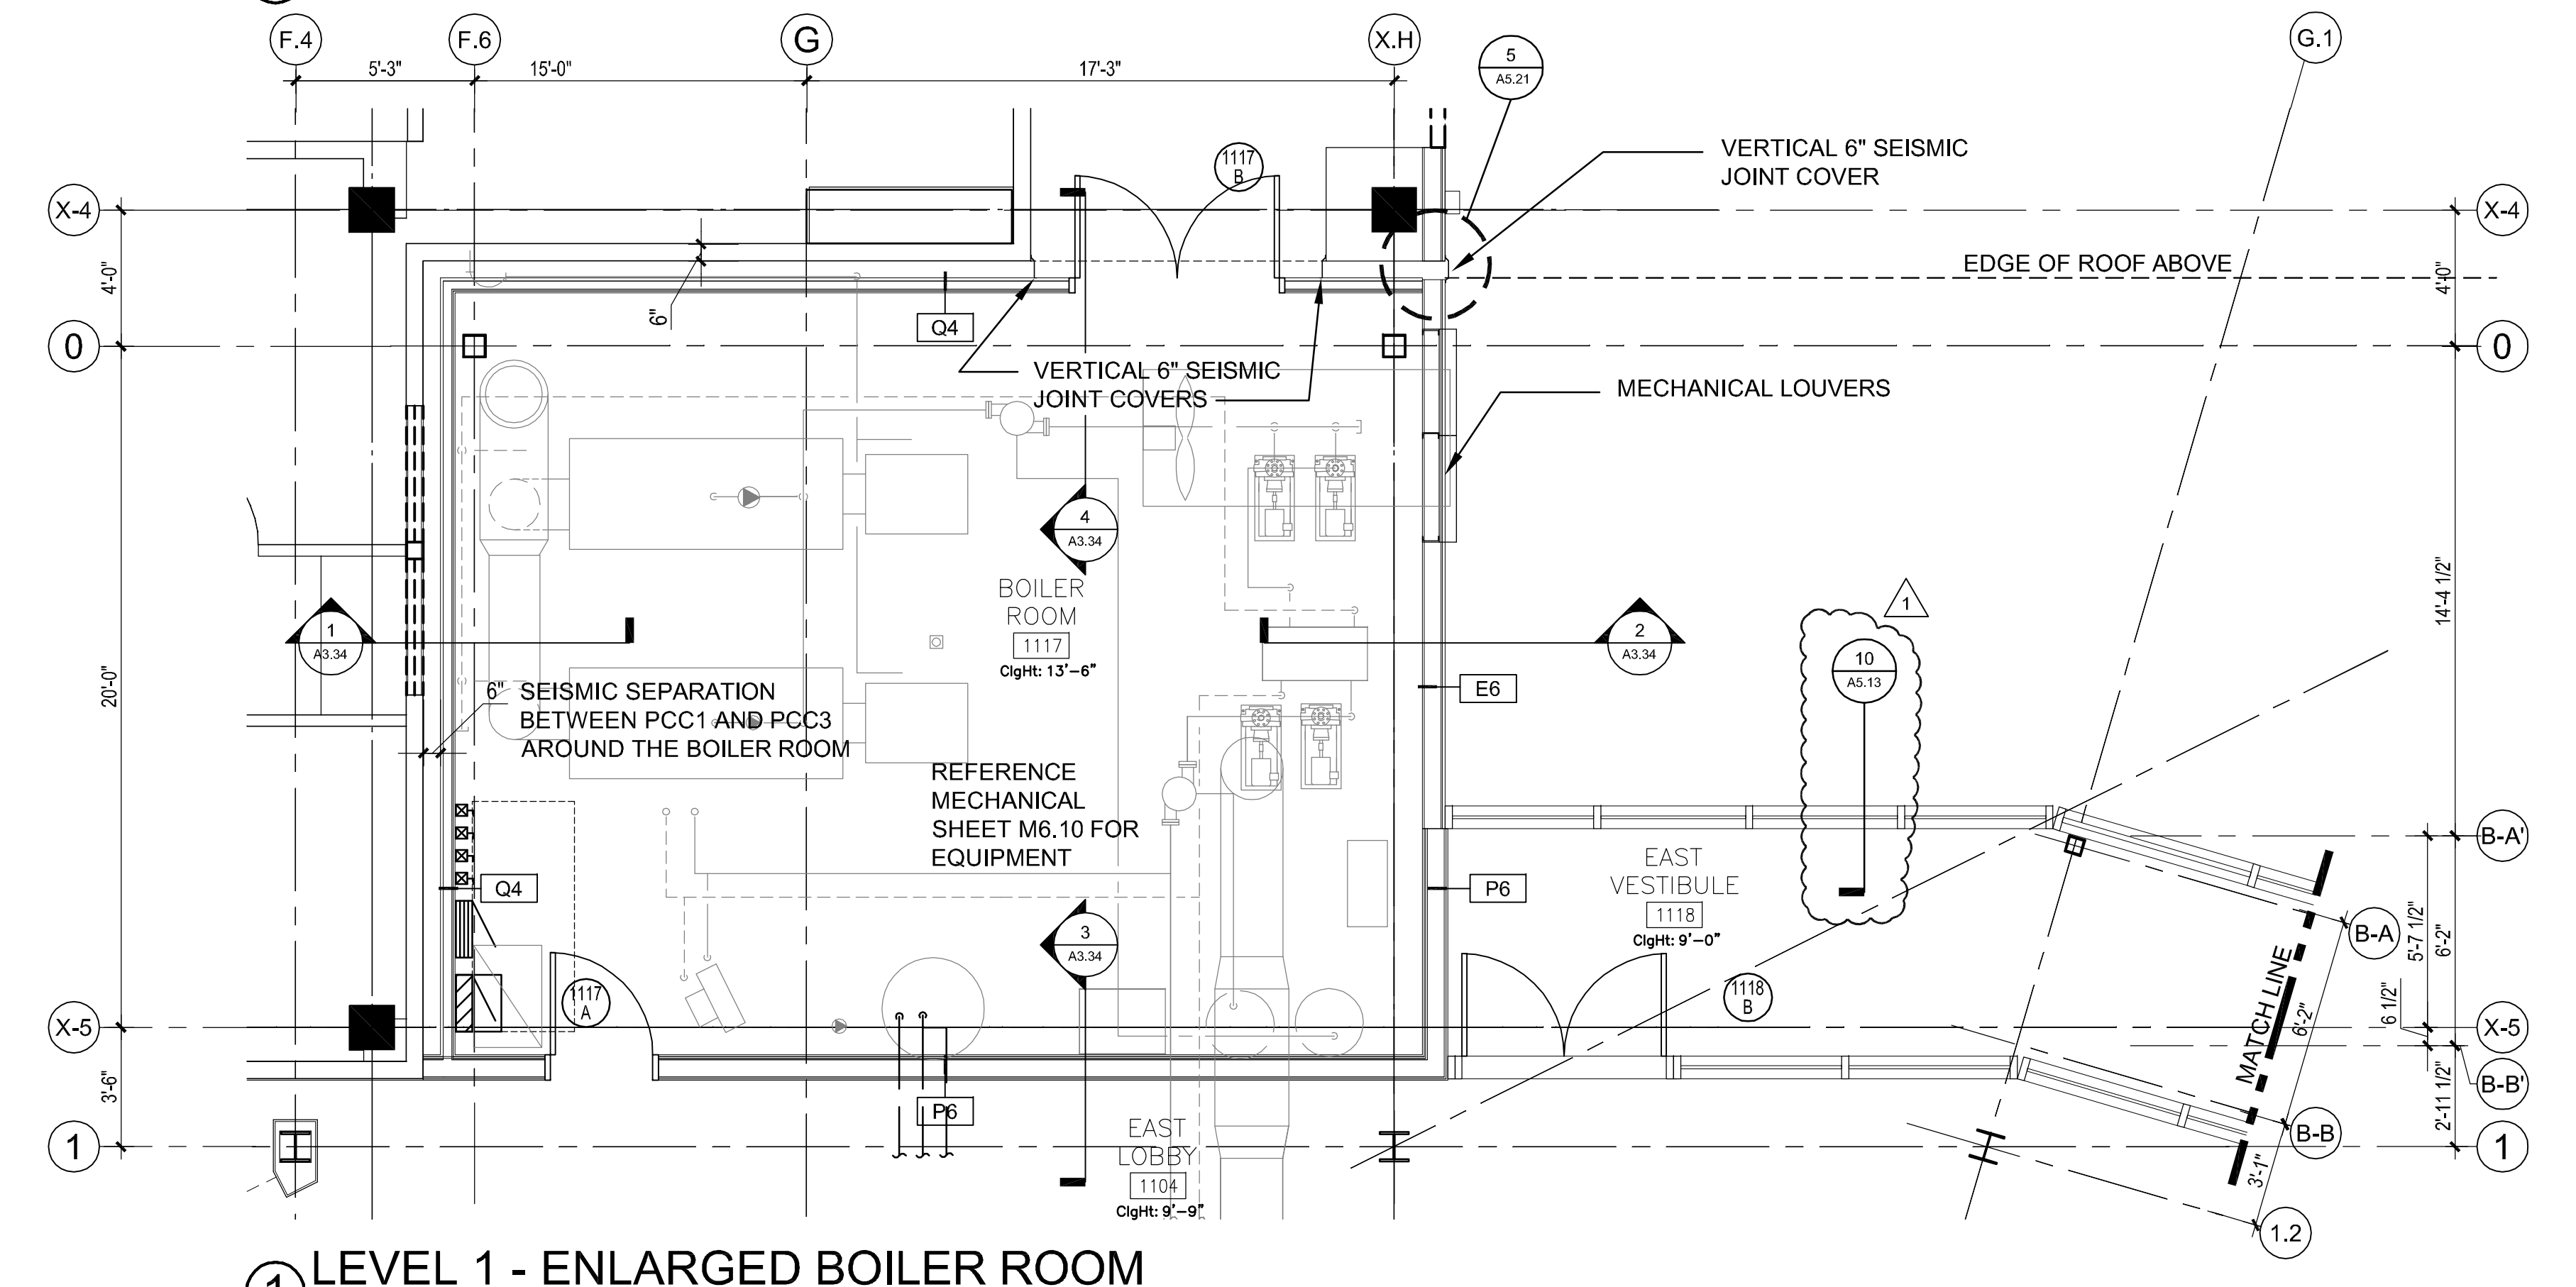 F.4
F.6
G
X.H
G.1
5'-3"
15'-0"
17'-3"
5
A5.21
VERTICAL 6" SEISMIC
JOINT COVER
1117
B
X-4
X-4
4'-0"
6"
Q4
EDGE OF ROOF ABOVE
4'-0"
0
0
VERTICAL 6" SEISMIC
JOINT COVERS
MECHANICAL LOUVERS
4
A3.34
BOILER
ROOM
1117
ClgHt: 13'-6"
14'-4 1/2"
1
1
A3.34
2
A3.34
10
A5.13
20'-0"
6" SEISMIC SEPARATION
BETWEEN PCC1 AND PCC3
AROUND THE BOILER ROOM
E6
REFERENCE
MECHANICAL
SHEET M6.10 FOR
EQUIPMENT
B-A'
EAST
VESTIBULE
1118
ClgHt: 9'-0"
Q4
P6
B-A
3
A3.34
5'-7 1/2"
6'-2"
MATCH LINE
6'-2"
6 1/2"
1117
A
1118
B
X-5
X-5
B-B'
3'-6"
2'-11 1/2"
P6
EAST
LOBBY
1104
ClgHt: 9'-9"
B-B
1
1
3'-1"
1.2
1 LEVEL 1 - ENLARGED BOILER ROOM